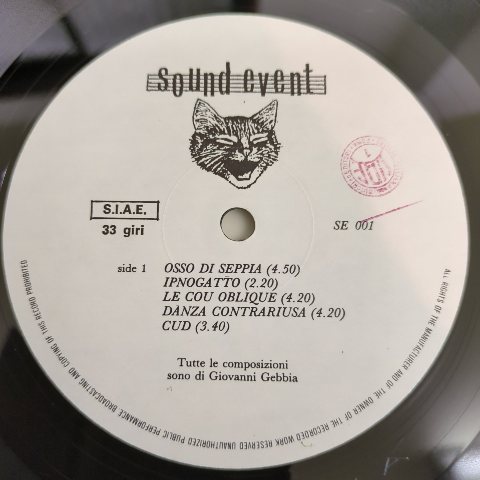 sound event
S.I.A.E.
33 giri
SE 001
side 1
OSSO DI SEPPIA (4.50)
IPNOGATTO (2.20)
LE COU OBLIQUE (4.20)
DANZA CONTRARIUSA (4.20)
CUD (3.40)
Tutte le composizioni
sono di Giovanni Gebbia
ALL RIGHTS OF THE MANUFACTURER AND OF THE OWNER OF THE RECORDED WORK RESERVED UNAUTHORIZED PUBLIC PERFORMANCE BROADCASTING AND COPYING OF THIS RECORD PROHIBITED